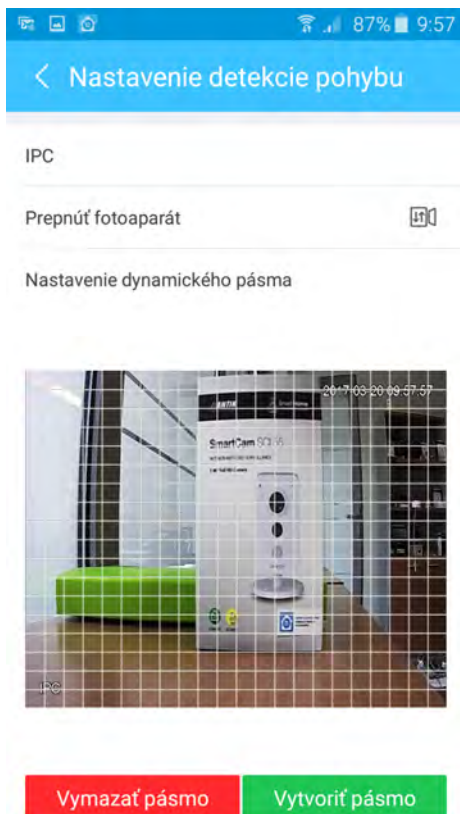 87% 9:57
Nastavenie detekcie pohybu
IPC
Prepnúť fotoaparát
Nastavenie dynamického pásma
2017-03-20 09:57:57
ANTIK
SmartCam
IPC
Vymazať pásmo
Vytvoriť pásmo